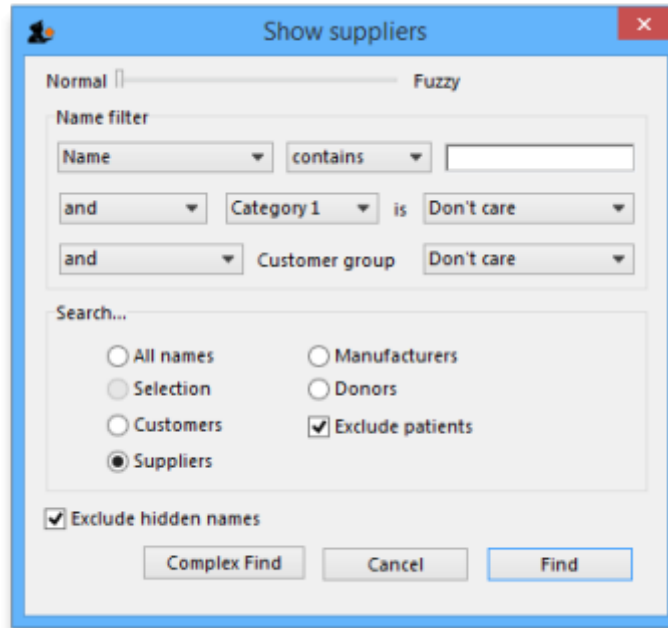 Show suppliers
Normal Fuzzy
Name filter
Name contains
and Category 1 is Don't care
and Customer group Don't care
Search...
All names Manufacturers
Selection Donors
Customers Exclude patients
Suppliers
Exclude hidden names
Complex Find Cancel Find